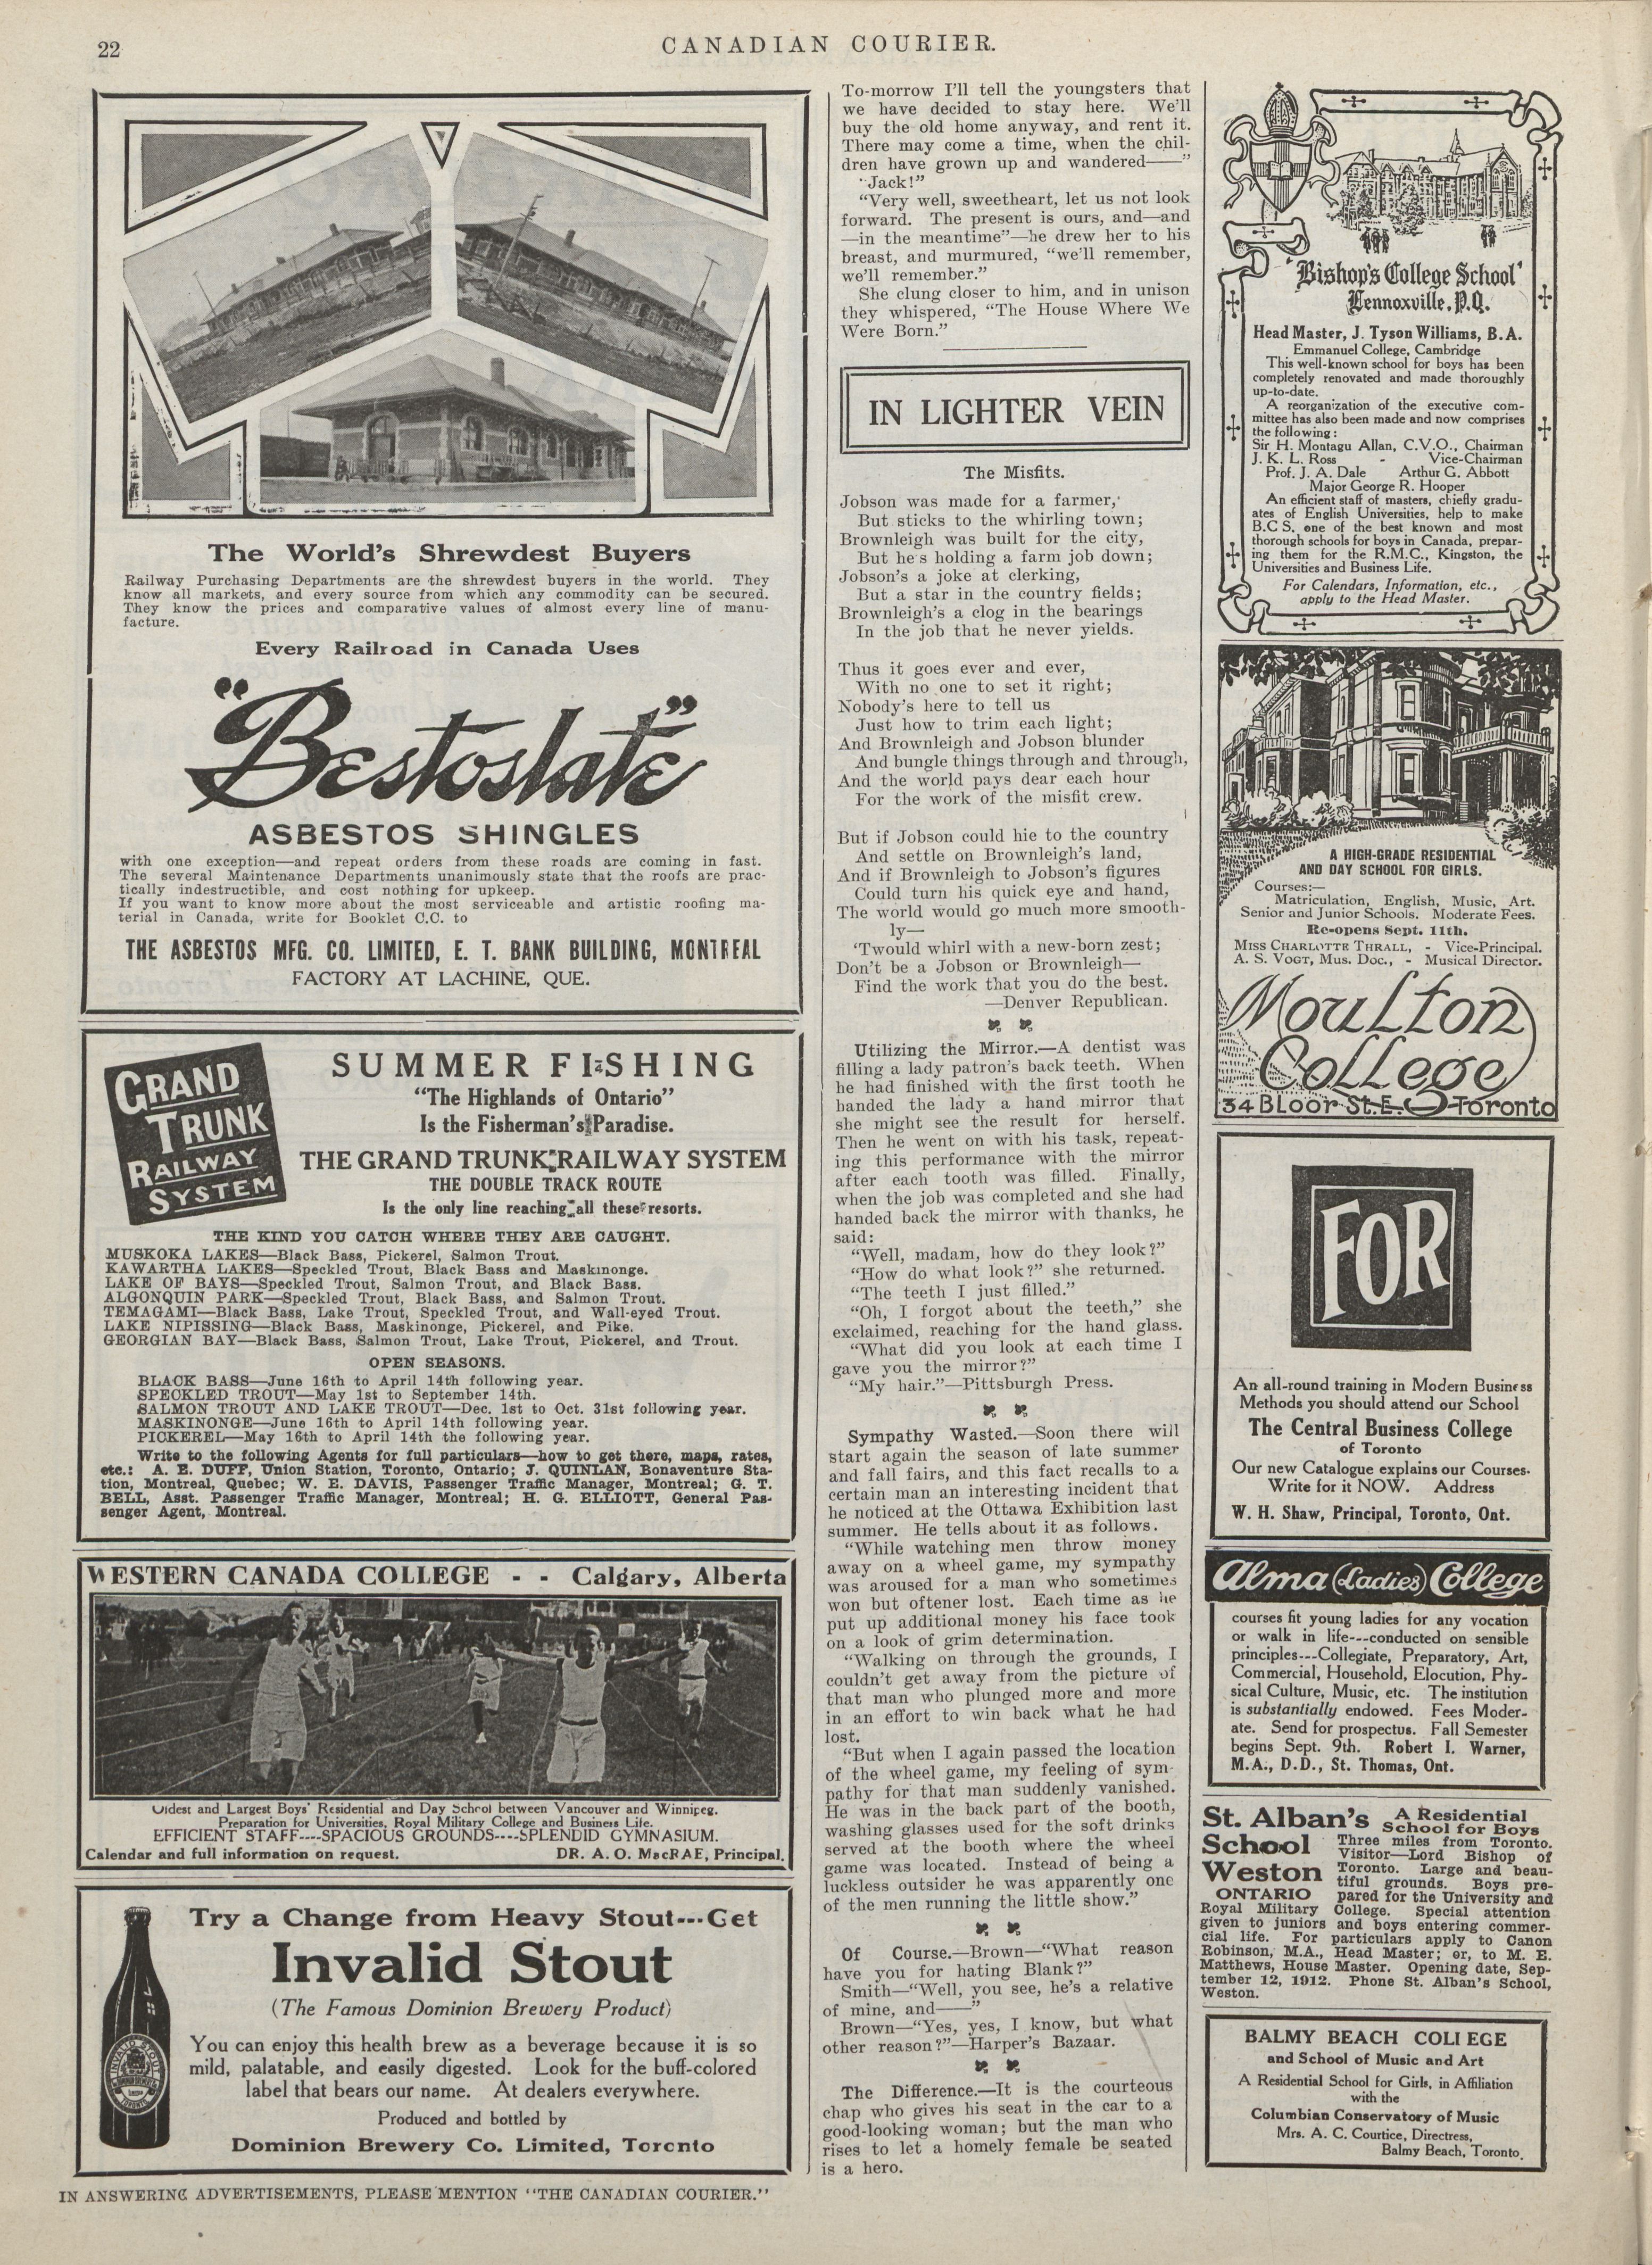 22
CANADIAN COURIER.
The World's Shrewdest Buyers
Railway Purchasing Departments are the shrewdest buyers in the world. They
know all markets, and every source from which any commodity can be secured.
They know the prices and comparative values of almost every line of manu-
facture.
Every Railroad in Canada Uses
"Bestoslate"
ASBESTOS SHINGLES
with one exception—and repeat orders from these roads are coming in fast.
The several Maintenance Departments unanimously state that the roofs are prac-
tically indestructible, and cost nothing for upkeep.
If you want to know more about the most serviceable and artistic roofing ma-
terial in Canada, write for Booklet C.C. to
THE ASBESTOS MFG. CO. LIMITED, E. T. BANK BUILDING, MONTREAL
FACTORY AT LACHINE, QUE.
GRAND
TRUNK
RAILWAY
SYSTEM
SUMMER FISHING
"The Highlands of Ontario"
Is the Fisherman's Paradise.
THE GRAND TRUNK RAILWAY SYSTEM
THE DOUBLE TRACK ROUTE
Is the only line reaching all these resorts.
THE KIND YOU CATCH WHERE THEY ARE CAUGHT.
MUSKOKA LAKES—Black Bass, Pickerel, Salmon Trout.
KAWARTHA LAKES—Speckled Trout, Black Bass and Maskinonge.
LAKE OF BAYS—Speckled Trout, Salmon Trout, and Black Bass.
ALGONQUIN PARK—Speckled Trout, Black Bass, and Salmon Trout.
TEMAGAMI—Black Bass, Lake Trout, Speckled Trout, and Wall-eyed Trout.
LAKE NIPISSING—Black Bass, Maskinonge, Pickerel, and Pike.
GEORGIAN BAY—Black Bass, Salmon Trout, Lake Trout, Pickerel, and Trout.
OPEN SEASONS.
BLACK BASS—June 16th to April 14th following year.
SPECKLED TROUT—May 1st to September 14th.
SALMON TROUT AND LAKE TROUT—Dec. 1st to Oct. 31st following year.
MASKINONGE—June 16th to April 14th following year.
PICKEREL—May 16th to April 14th the following year.
Write to the following Agents for full particulars—how to get there, maps, rates,
etc.: A. E. DUFF, Union Station, Toronto, Ontario; J. QUINLAN, Bonaventure Sta-
tion, Montreal, Quebec; W. E. DAVIS, Passenger Traffic Manager, Montreal; G. T.
BELL, Asst. Passenger Traffic Manager, Montreal; H. G. ELLIOTT, General Pas-
senger Agent, Montreal.
WESTERN CANADA COLLEGE - - Calgary, Alberta
Oldest and Largest Boys' Residential and Day School between Vancouver and Winnipeg.
Preparation for Universities, Royal Military College and Business Life.
EFFICIENT STAFF----SPACIOUS GROUNDS----SPLENDID GYMNASIUM.
Calendar and full information on request. DR. A. O. MacRAE, Principal.
Try a Change from Heavy Stout---Get
Invalid Stout
(The Famous Dominion Brewery Product)
You can enjoy this health brew as a beverage because it is so
mild, palatable, and easily digested. Look for the buff-colored
label that bears our name. At dealers everywhere.
Produced and bottled by
Dominion Brewery Co. Limited, Toronto
INVALID STOUT
IN ANSWERING ADVERTISEMENTS, PLEASE MENTION "THE CANADIAN COURIER."
To-morrow I'll tell the youngsters that
we have decided to stay here. We'll
buy the old home anyway, and rent it.
There may come a time, when the chil-
dren have grown up and wandered——"
"Jack!"
"Very well, sweetheart, let us not look
forward. The present is ours, and—and
—in the meantime"—he drew her to his
breast, and murmured, "we'll remember,
we'll remember."
She clung closer to him, and in unison
they whispered, "The House Where We
Were Born."
IN LIGHTER VEIN
The Misfits.
Jobson was made for a farmer,
But sticks to the whirling town;
Brownleigh was built for the city,
But he's holding a farm job down;
Jobson's a joke at clerking,
But a star in the country fields;
Brownleigh's a clog in the bearings
In the job that he never yields.
Thus it goes ever and ever,
With no one to set it right;
Nobody's here to tell us
Just how to trim each light;
And Brownleigh and Jobson blunder
And bungle things through and through,
And the world pays dear each hour
For the work of the misfit crew.
But if Jobson could hie to the country
And settle on Brownleigh's land,
And if Brownleigh to Jobson's figures
Could turn his quick eye and hand,
The world would go much more smooth-
ly—
'Twould whirl with a new-born zest;
Don't be a Jobson or Brownleigh—
Find the work that you do the best.
—Denver Republican.
Utilizing the Mirror.—A dentist was
filling a lady patron's back teeth. When
he had finished with the first tooth he
handed the lady a hand mirror that
she might see the result for herself.
Then he went on with his task, repeat-
ing this performance with the mirror
after each tooth was filled. Finally,
when the job was completed and she had
handed back the mirror with thanks, he
said:
"Well, madam, how do they look?"
"How do what look?" she returned.
"The teeth I just filled."
"Oh, I forgot about the teeth," she
exclaimed, reaching for the hand glass.
"What did you look at each time I
gave you the mirror?"
"My hair."—Pittsburgh Press.
Sympathy Wasted.—Soon there will
start again the season of late summer
and fall fairs, and this fact recalls to a
certain man an interesting incident that
he noticed at the Ottawa Exhibition last
summer. He tells about it as follows.
"While watching men throw money
away on a wheel game, my sympathy
was aroused for a man who sometimes
won but oftener lost. Each time as he
put up additional money his face took
on a look of grim determination.
"Walking on through the grounds, I
couldn't get away from the picture of
that man who plunged more and more
in an effort to win back what he had
lost.
"But when I again passed the location
of the wheel game, my feeling of sym-
pathy for that man suddenly vanished.
He was in the back part of the booth,
washing glasses used for the soft drinks
served at the booth where the wheel
game was located. Instead of being a
luckless outsider he was apparently one
of the men running the little show."
Of Course.—Brown—"What reason
have you for hating Blank?"
Smith—"Well, you see, he's a relative
of mine, and——"
Brown—"Yes, yes, I know, but what
other reason?"—Harper's Bazaar.
The Difference.—It is the courteous
chap who gives his seat in the car to a
good-looking woman; but the man who
rises to let a homely female be seated
is a hero.
'Bishop's College School'
Lennoxville, P.Q.
Head Master, J. Tyson Williams, B.A.
Emmanuel College, Cambridge
This well-known school for boys has been
completely renovated and made thoroughly
up-to-date.
A reorganization of the executive com-
mittee has also been made and now comprises
the following:
Sir H. Montagu Allan, C.V.O., Chairman
J. K. L. Ross - Vice-Chairman
Prof. J. A. Dale Arthur G. Abbott
Major George R. Hooper
An efficient staff of masters, chiefly gradu-
ates of English Universities, help to make
B.C S. one of the best known and most
thorough schools for boys in Canada, prepar-
ing them for the R.M.C., Kingston, the
Universities and Business Life.
For Calendars, Information, etc.,
apply to the Head Master.
A HIGH-GRADE RESIDENTIAL
AND DAY SCHOOL FOR GIRLS.
Courses:—
Matriculation, English, Music, Art.
Senior and Junior Schools. Moderate Fees.
Re-opens Sept. 11th.
MISS CHARLOTTE THRALL, - Vice-Principal.
A. S. VOGT, Mus. Doc., - Musical Director.
Moulton
College
34 Bloor St. E. Toronto
FOR
An all-round training in Modern Business
Methods you should attend our School
The Central Business College
of Toronto
Our new Catalogue explains our Courses.
Write for it NOW. Address
W. H. Shaw, Principal, Toronto, Ont.
Alma (Ladies) College
courses fit young ladies for any vocation
or walk in life---conducted on sensible
principles---Collegiate, Preparatory, Art,
Commercial, Household, Elocution, Phy-
sical Culture, Music, etc. The institution
is substantially endowed. Fees Moder-
ate. Send for prospectus. Fall Semester
begins Sept. 9th. Robert I. Warner,
M.A., D.D., St. Thomas, Ont.
St. Alban's
School
Weston
ONTARIO
A Residential
School for Boys
Three miles from Toronto.
Visitor—Lord Bishop of
Toronto. Large and beau-
tiful grounds. Boys pre-
pared for the University and
Royal Military College. Special attention
given to juniors and boys entering commer-
cial life. For particulars apply to Canon
Robinson, M.A., Head Master; or, to M. E.
Matthews, House Master. Opening date, Sep-
tember 12, 1912. Phone St. Alban's School,
Weston.
BALMY BEACH COLLEGE
and School of Music and Art
A Residential School for Girls, in Affiliation
with the
Columbian Conservatory of Music
Mrs. A. C. Courtice, Directress,
Balmy Beach, Toronto.